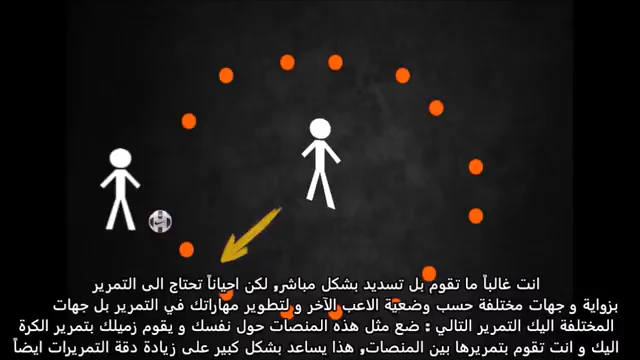 انت غالباً ما تقوم بل تسديد بشكل مباشر, لكن احياناً تحتاج الى التمرير
بزواية و جهات مختلفة حسب وضعية الاعب الآخر و لتطوير مهاراتك في التمرير بل جهات
المختلفة اليك التمرير التالي : ضع مثل هذه المنصات حول نفسك و يقوم زميلك بتمرير الكرة
اليك و انت تقوم بتمريرها بين المنصات, هذا يساعد بشكل كبير على زيادة دقة التمريرات ايضاً